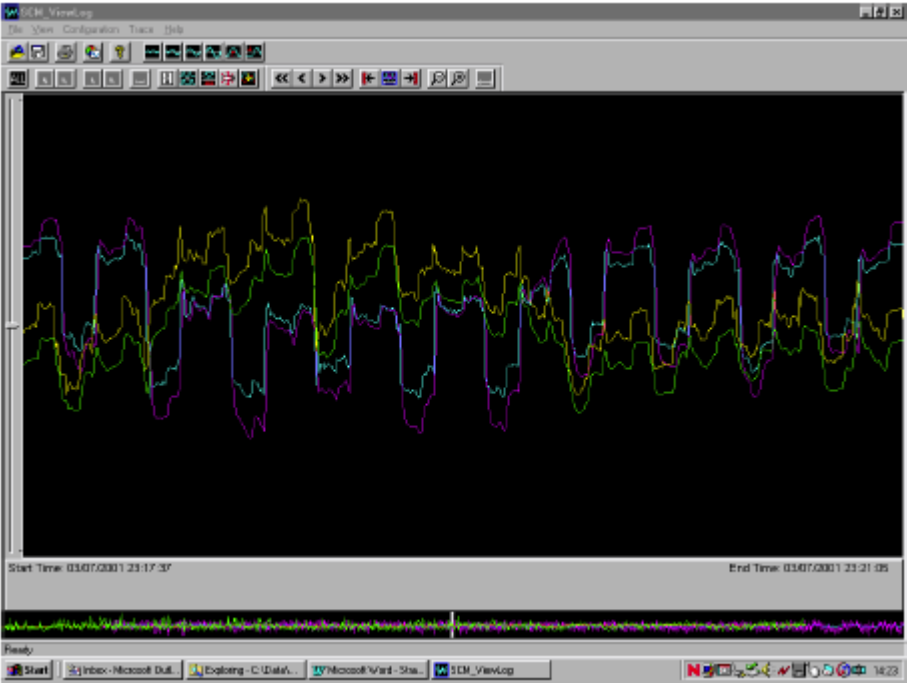 SCM_ViewLog
File View Configuration Trace Help
Start Time: 03/07/2001 23:17:37
End Time: 03/07/2001 23:21:05
Ready
Start
Inbox - Microsoft Outl...
Exploring - C:\Data\...
Microsoft Word - Sha...
SCM_ViewLog
14:23